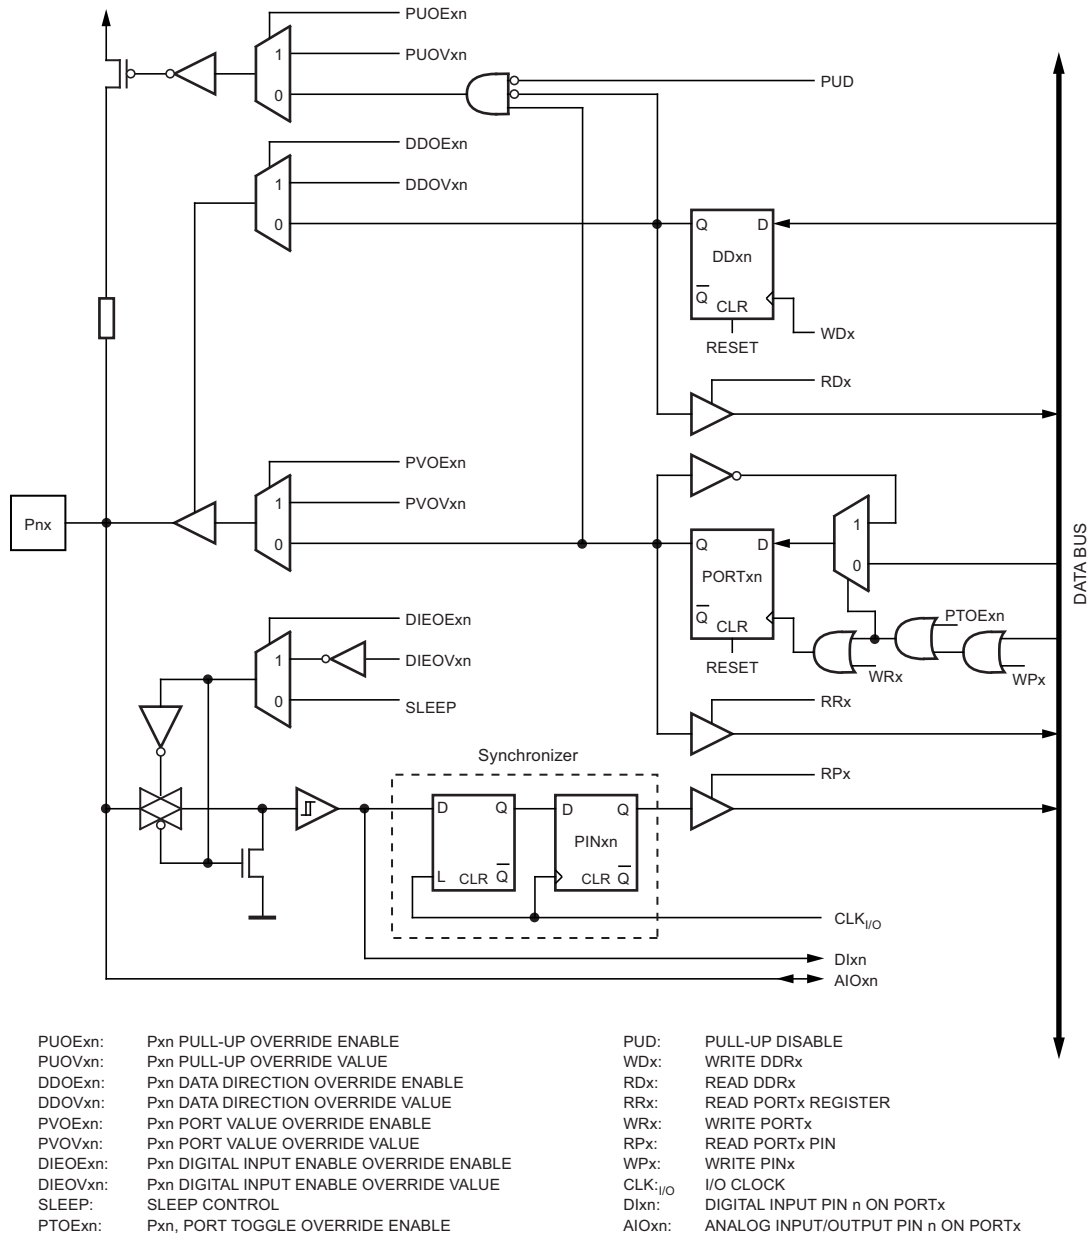 PUOExn
1
PUOVxn
0
PUD
DDOExn
1
DDOVxn
0
Q D
DDxn
Q
CLR
WDx
RESET
RDx
PVOExn
1
PVOVxn
0
Pnx
1
0
Q D
PORTxn
Q
CLR
RESET
PTOExn
WRx
WPx
DATA BUS
DIEOExn
1
DIEOVxn
0
SLEEP
RRx
Synchronizer
RPx
D Q
L CLR Q
D Q
PINxn
CLR Q
CLKI/O
DIxn
AIOxn
PUOExn: Pxn PULL-UP OVERRIDE ENABLE
PUOVxn: Pxn PULL-UP OVERRIDE VALUE
DDOExn: Pxn DATA DIRECTION OVERRIDE ENABLE
DDOVxn: Pxn DATA DIRECTION OVERRIDE VALUE
PVOExn: Pxn PORT VALUE OVERRIDE ENABLE
PVOVxn: Pxn PORT VALUE OVERRIDE VALUE
DIEOExn: Pxn DIGITAL INPUT ENABLE OVERRIDE ENABLE
DIEOVxn: Pxn DIGITAL INPUT ENABLE OVERRIDE VALUE
SLEEP: SLEEP CONTROL
PTOExn: Pxn, PORT TOGGLE OVERRIDE ENABLE
PUD: PULL-UP DISABLE
WDx: WRITE DDRx
RDx: READ DDRx
RRx: READ PORTx REGISTER
WRx: WRITE PORTx
RPx: READ PORTx PIN
WPx: WRITE PINx
CLK:I/O I/O CLOCK
DIxn: DIGITAL INPUT PIN n ON PORTx
AIOxn: ANALOG INPUT/OUTPUT PIN n ON PORTx